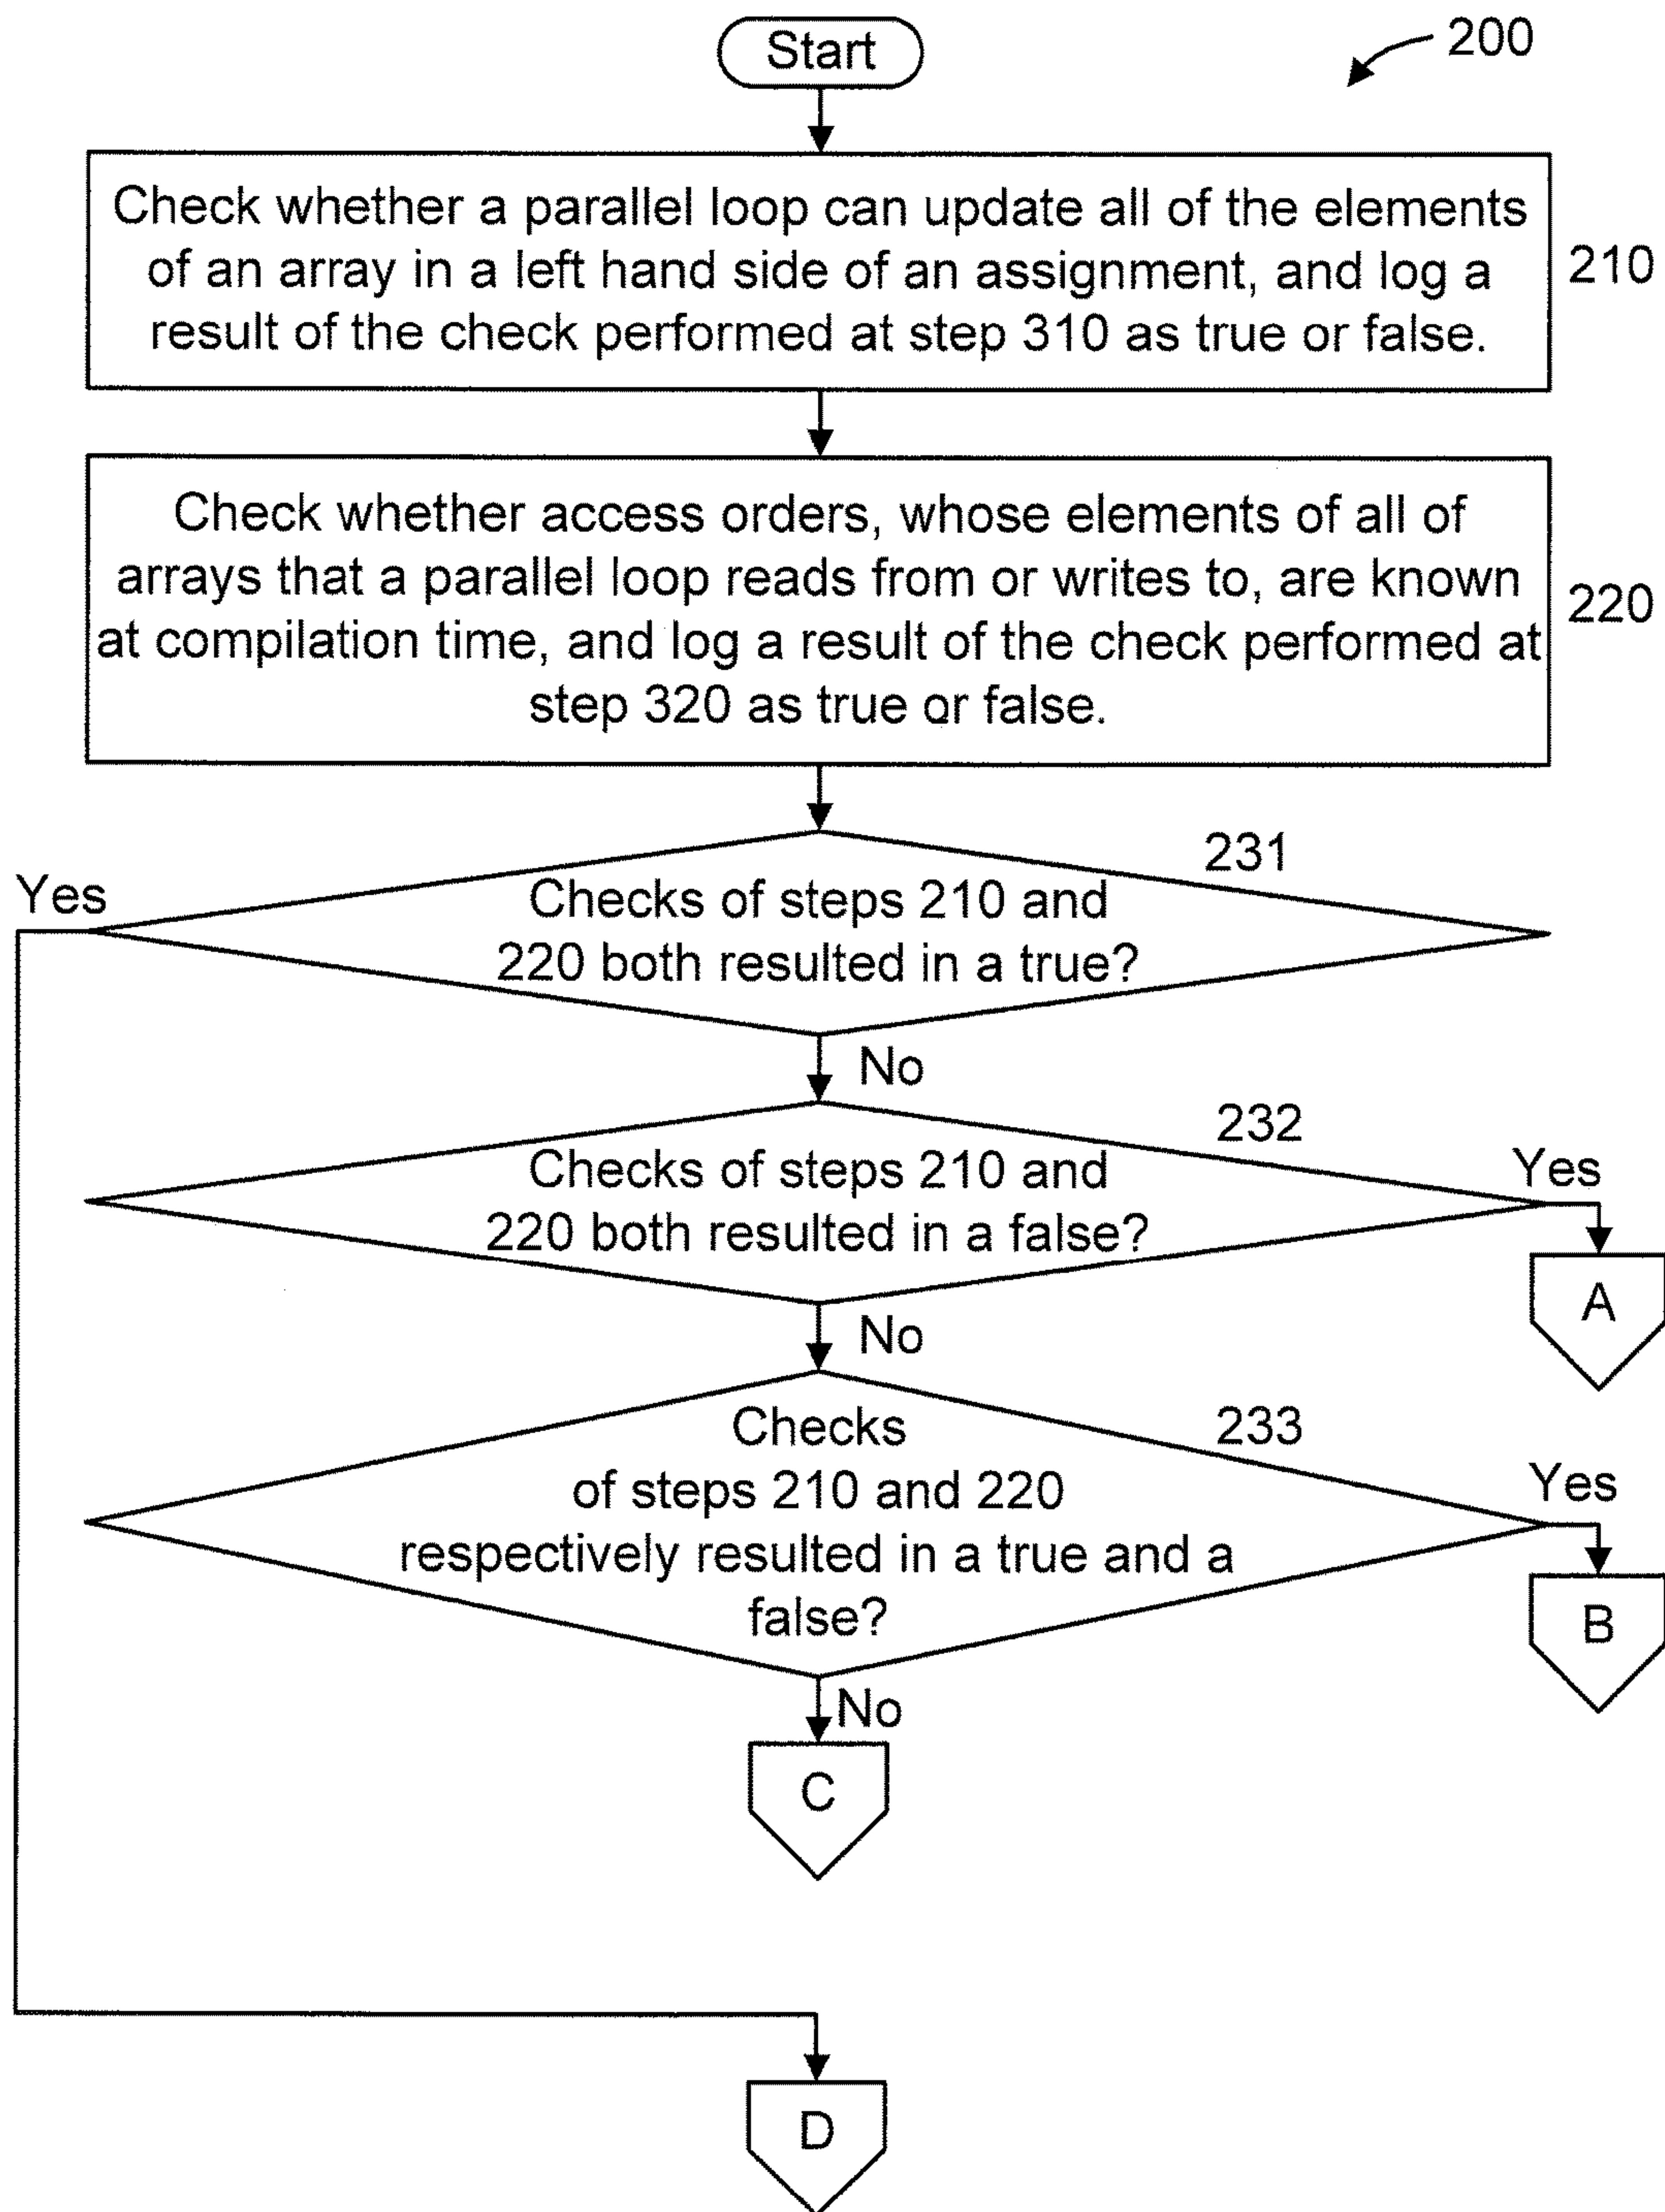 Start
200
Check whether a parallel loop can update all of the elements
of an array in a left hand side of an assignment, and log a
result of the check performed at step 310 as true or false.
210
Check whether access orders, whose elements of all of
arrays that a parallel loop reads from or writes to, are known
at compilation time, and log a result of the check performed at
step 320 as true or false.
220
231
Yes
Checks of steps 210 and
220 both resulted in a true?
No
232
Checks of steps 210 and
220 both resulted in a false?
Yes
A
No
233
Checks
of steps 210 and 220
respectively resulted in a true and a
false?
Yes
B
No
C
D